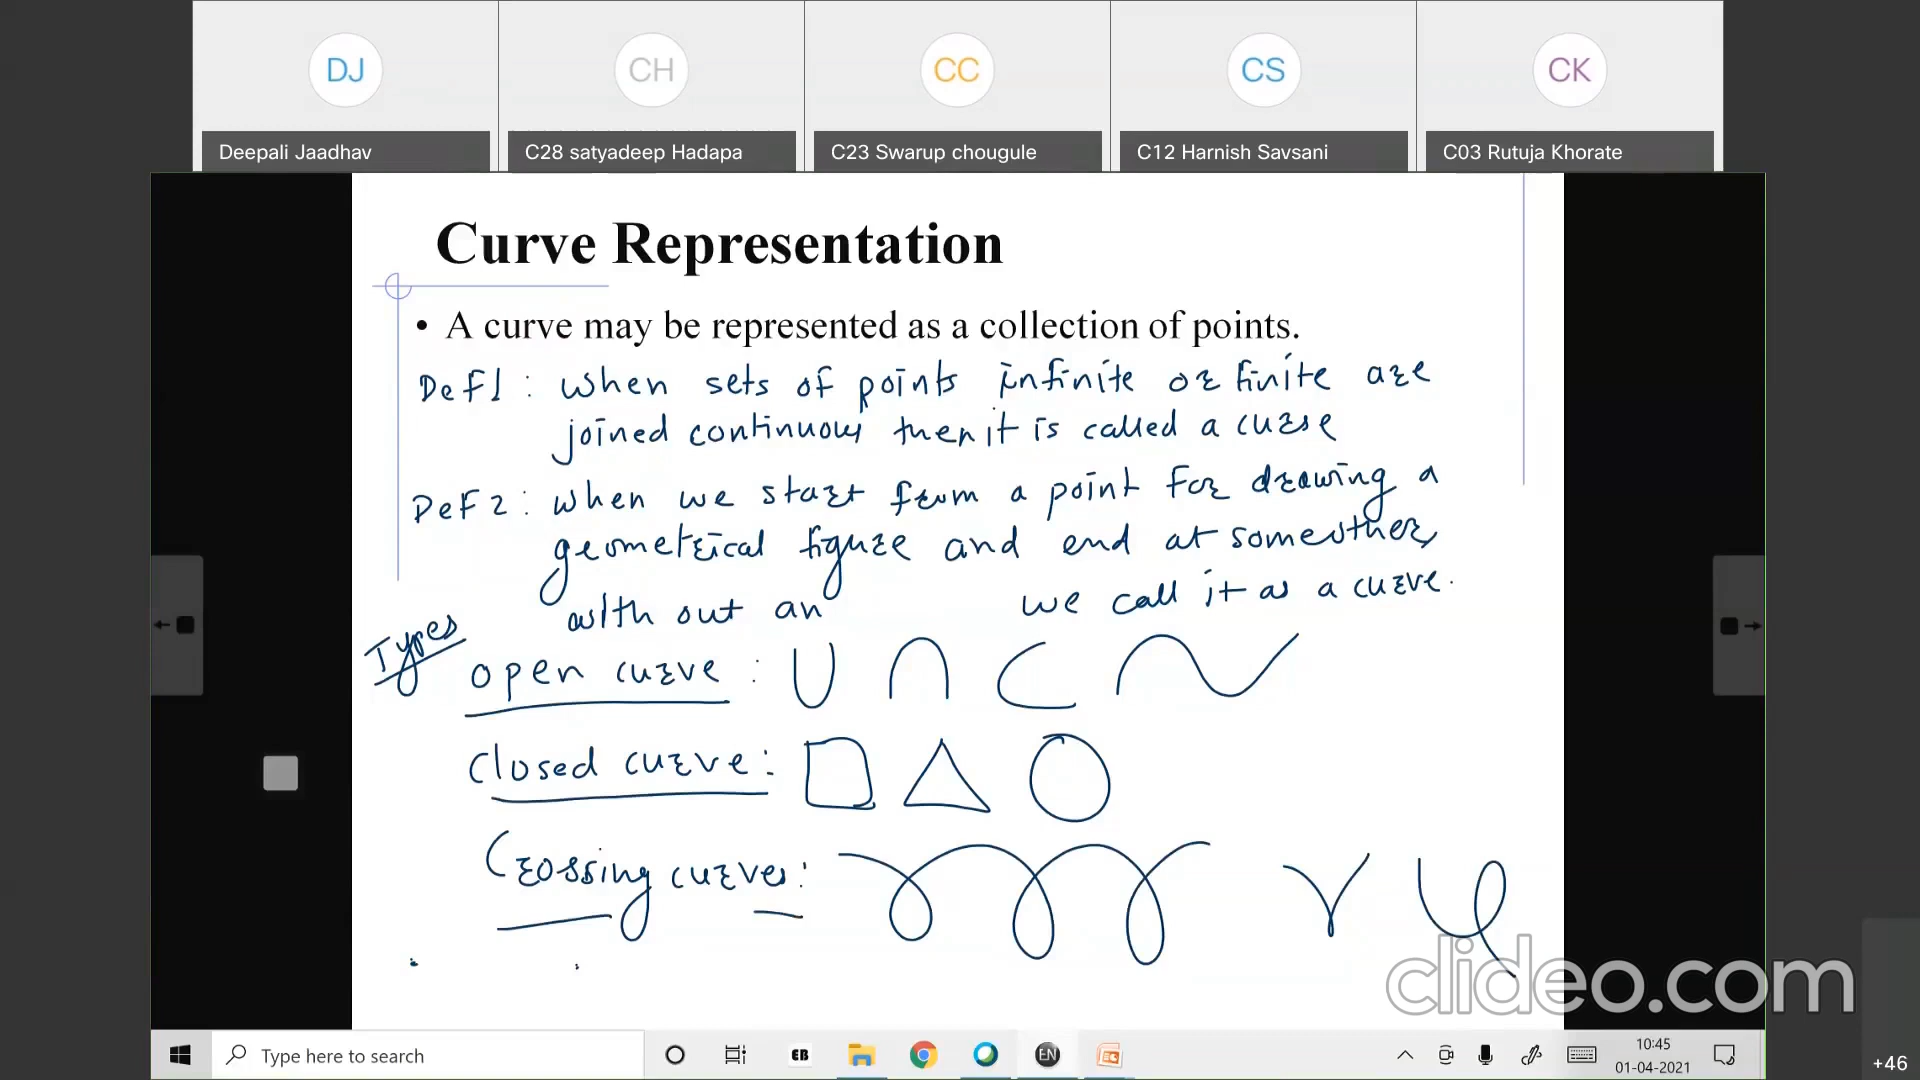 DJ
CH
CC
CS
CK
Deepali Jaadhav
C28 satyadeep Hadapa
C23 Swarup chougule
C12 Harnish Savsani
C03 Rutuja Khorate
Curve Representation
• A curve may be represented as a collection of points.
Def1 : when sets of points infinite or finite are
joined continuous then it is called a curve
Def2 : when we start from a point for drawing a
geometrical figure and end at some other,
with out an we call it as a curve.
Types
open curve :
closed curve :
Crossing curves :
clideo.com
Type here to search
EB
EN
10:45
01-04-2021
+46